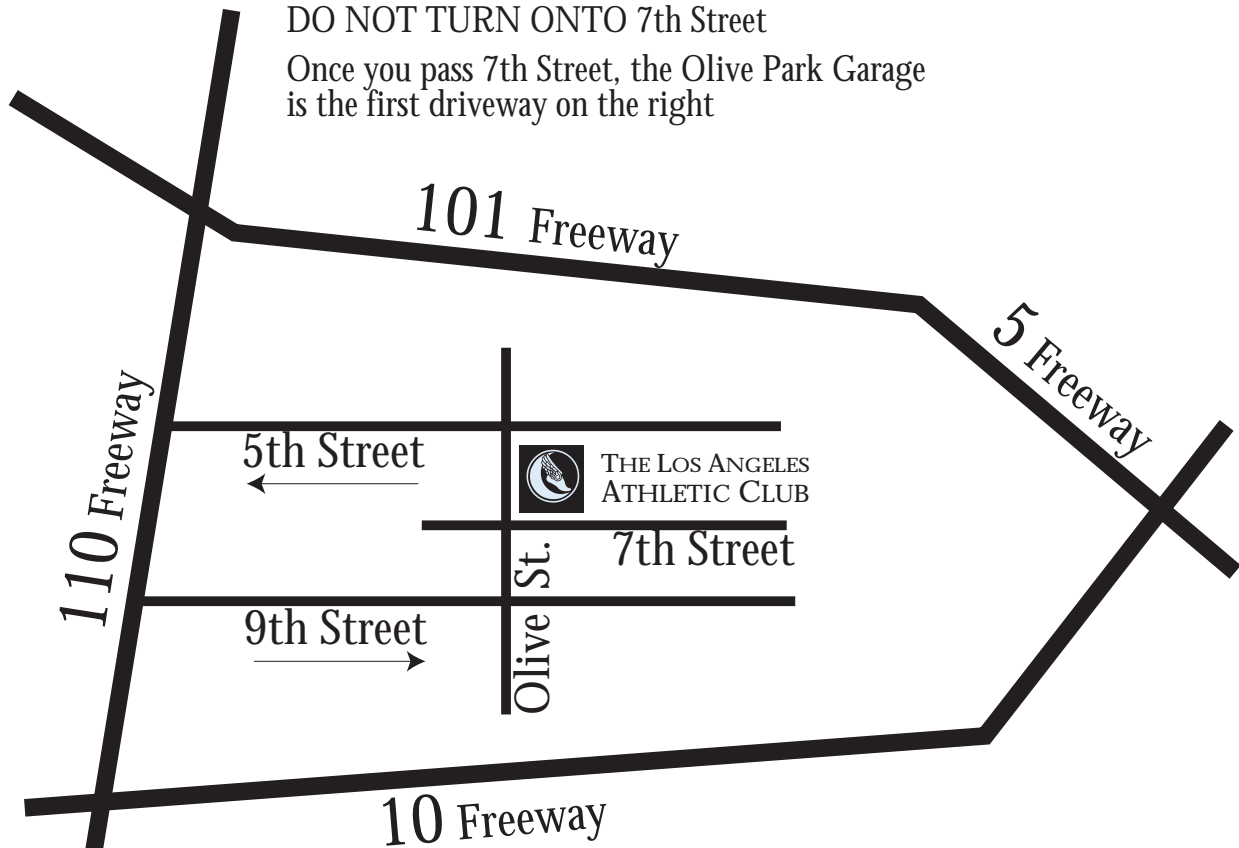 DO NOT TURN ONTO 7th Street
Once you pass 7th Street, the Olive Park Garage
is the first driveway on the right
101 Freeway
5 Freeway
110 Freeway
5th Street
THE LOS ANGELES
ATHLETIC CLUB
7th Street
Olive St.
9th Street
10 Freeway